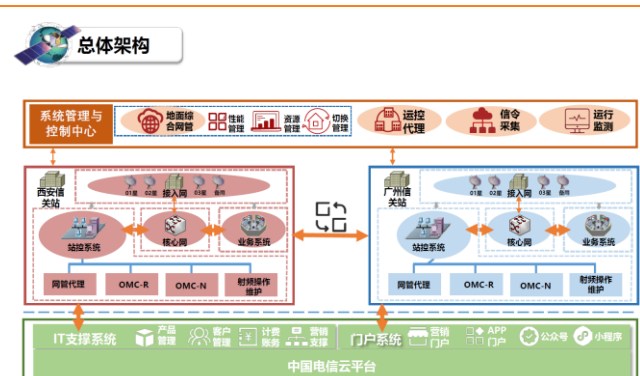 总体架构
系统管理与
控制中心
地面综
合网管
性能
管理
资源
管理
切换
管理
运控
代理
信令
采集
运行
监测
西安信
关站
01星
02星
接入网
03星
备用
站控系统
核心网
业务系统
网管代理
OMC-R
OMC-N
射频操作
维护
广州信
关站
01星
02星
接入网
03星
备用
站控系统
核心网
业务系统
网管代理
OMC-R
OMC-N
射频操作
维护
IT支撑系统
产品
管理
客户
管理
计费
账务
营销
支撑
门户系统
营销
门户
APP
门户
公众号
小程序
中国电信云平台